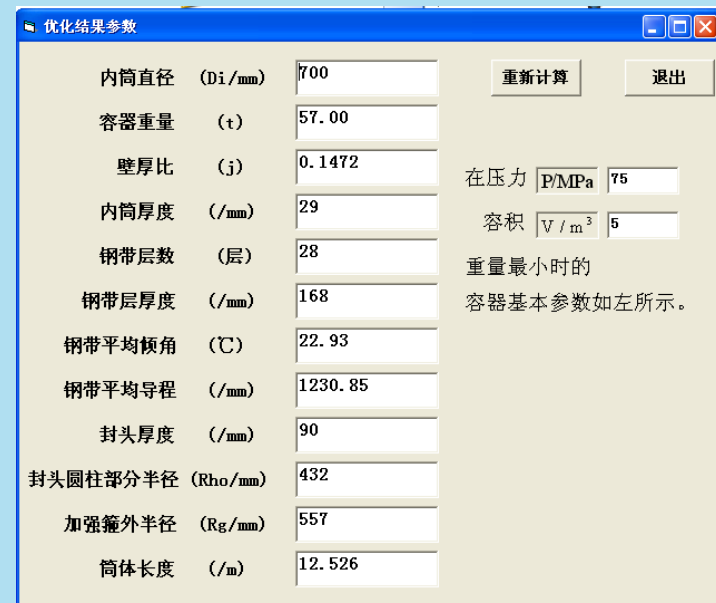 优化结果参数
内筒直径 (Di/mm) 700
重新计算 退出
容器重量 (t) 57.00
壁厚比 (j) 0.1472
在压力 P/MPa 75
内筒厚度 (/mm) 29
容积 V / m³ 5
钢带层数 (层) 28
重量最小时的
钢带层厚度 (/mm) 168
容器基本参数如左所示。
钢带平均倾角 (℃) 22.93
钢带平均导程 (/mm) 1230.85
封头厚度 (/mm) 90
封头圆柱部分半径 (Rho/mm) 432
加强箍外半径 (Rg/mm) 557
筒体长度 (/m) 12.526